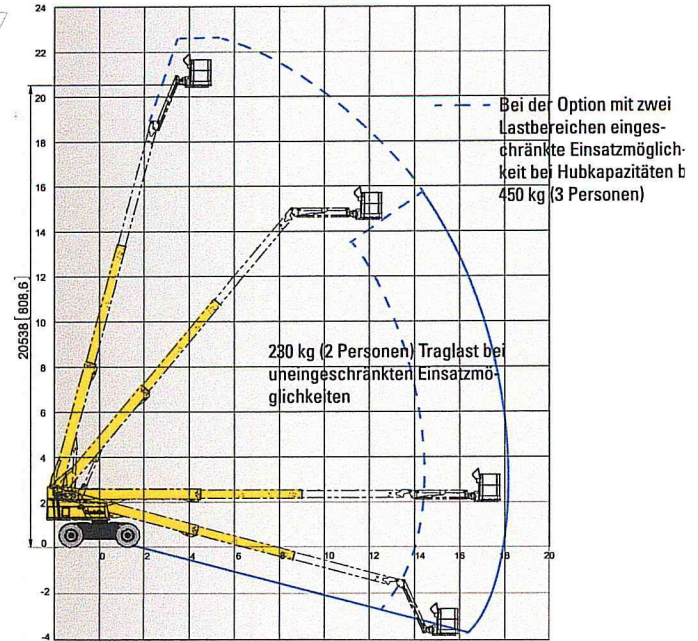 24
22
20
18
16
14
12
10
8
6
4
2
0
-2
-4
20538 [808,6]
Bei der Option mit zwei
Lastbereichen einges-
chränkte Einsatzmöglich-
keit bei Hubkapazitäten b
450 kg (3 Personen)
230 kg (2 Personen) Traglast bei
uneingeschränkten Einsatzmö-
glichkeiten
0 2 4 6 8 10 12 14 16 18 20